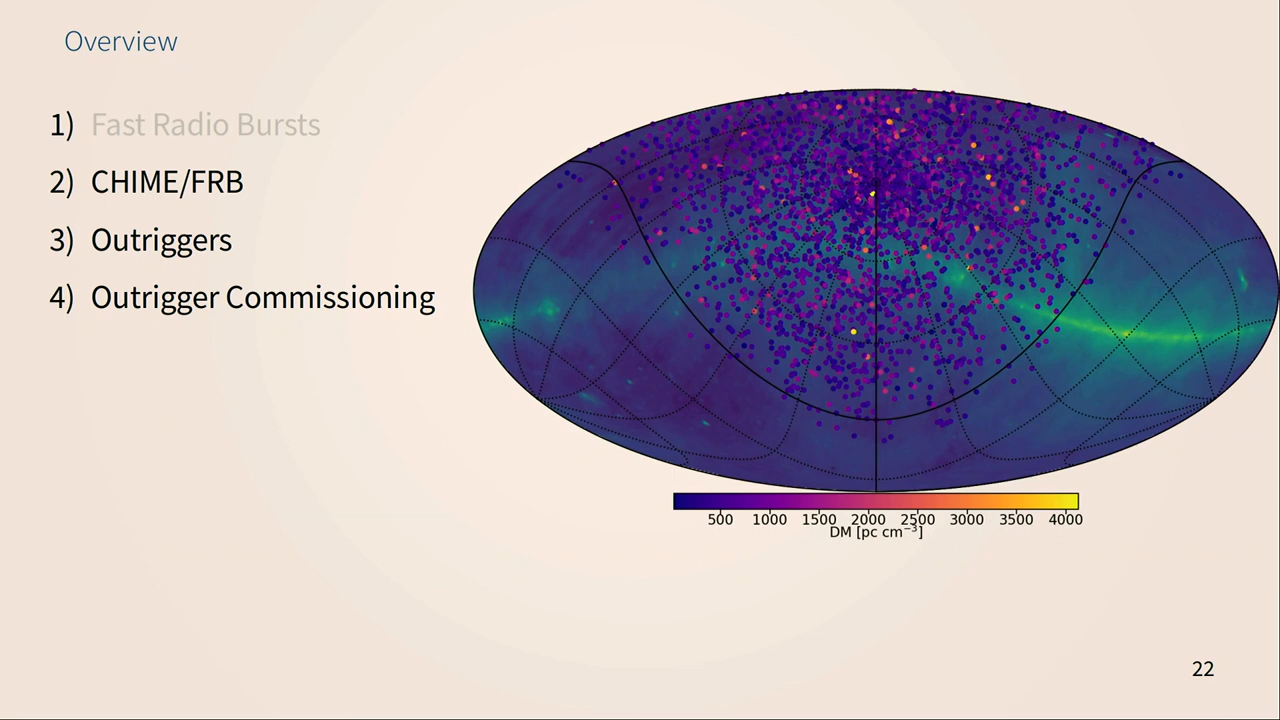 Overview
1) Fast Radio Bursts
2) CHIME/FRB
3) Outriggers
4) Outrigger Commissioning
500 1000 1500 2000 2500 3000 3500 4000
DM [pc cm⁻³]
22